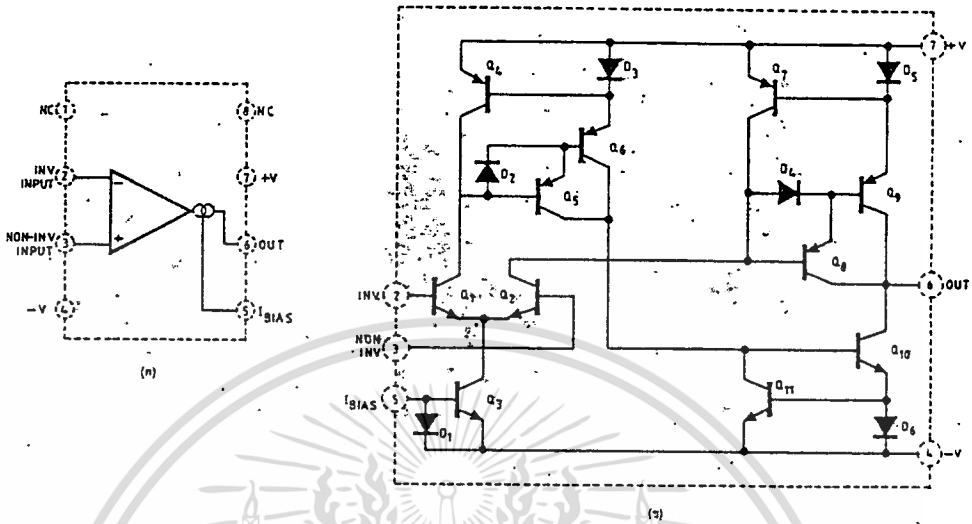 NC 1
8 NC
INV INPUT 2
7 +V
-
NON-INV INPUT 3
+
6 OUT
-V 4
5 IBIAS
(ก)
7 +V
Q4
D3
Q7
D5
Q6
D2
Q5
D4
Q9
Q8
INV. 2
Q1
Q2
6 OUT
NON INV 3
Q10
Q11
IBIAS 5
Q3
D1
D6
4 -V
(ข)